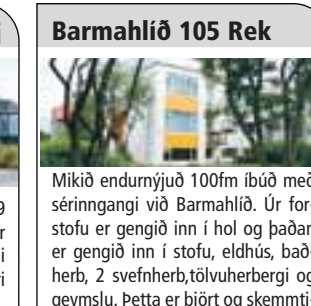 Barmahlíð 105 Rek
Mikið endurnýjuð 100fm íbúð með
sérinngangi við Barmahlíð. Úr for-
stofu er gengið inn í hol og þaðan
er gengið inn í stofu, eldhús, bað-
herb, 2 svefnherb,tölvuherbergi og
geymslu. Þetta er björt og skemmti-